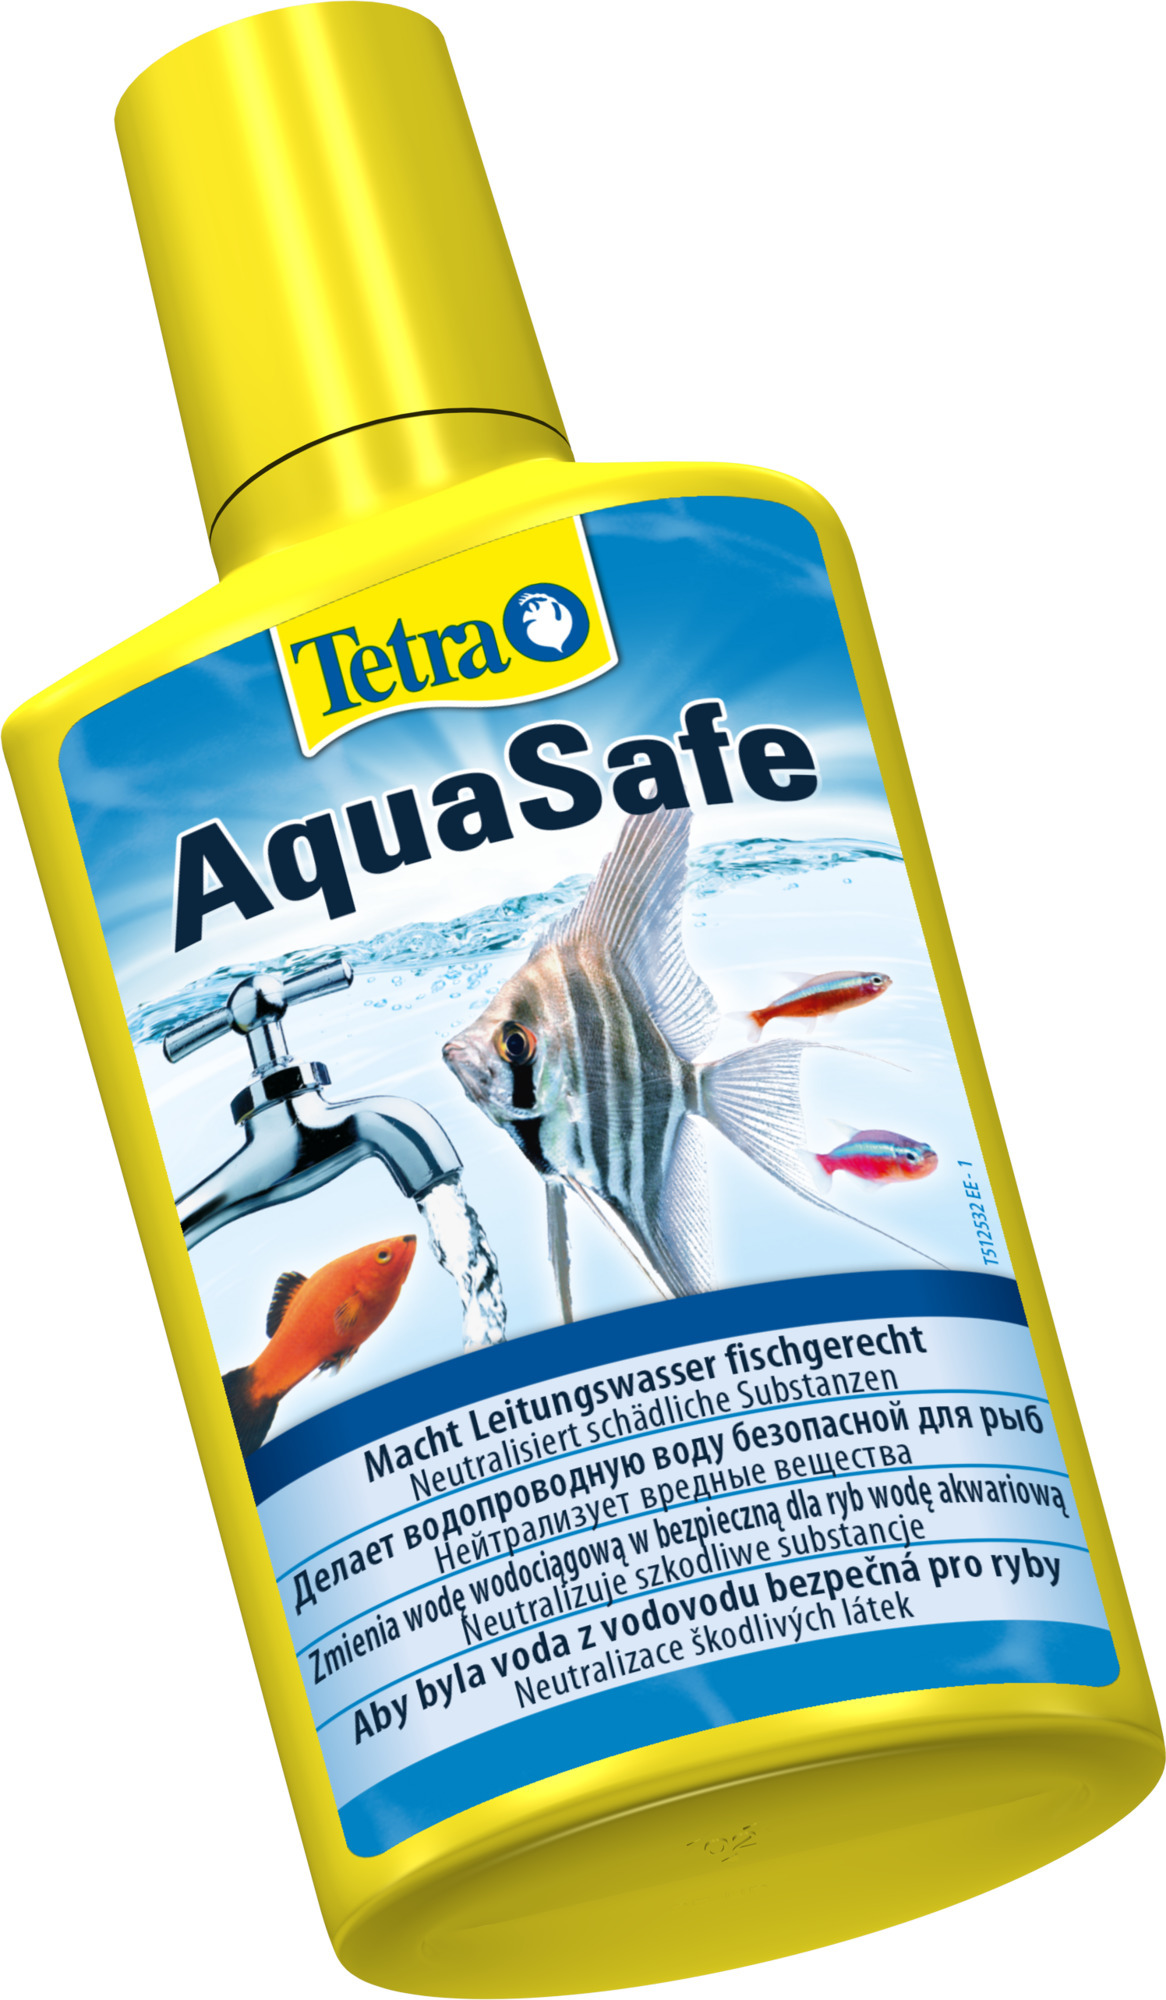 Tetra
AquaSafe
T512532 EE - 1
Macht Leitungswasser fischgerecht
Neutralisiert schädliche Substanzen
Делает водопроводную воду безопасной для рыб
Нейтрализует вредные вещества
Zmienia wodę wodociągową w bezpieczną dla ryb wodę akwariową
Neutralizuje szkodliwe substancje
Aby byla voda z vodovodu bezpečná pro ryby
Neutralizace škodlivých látek